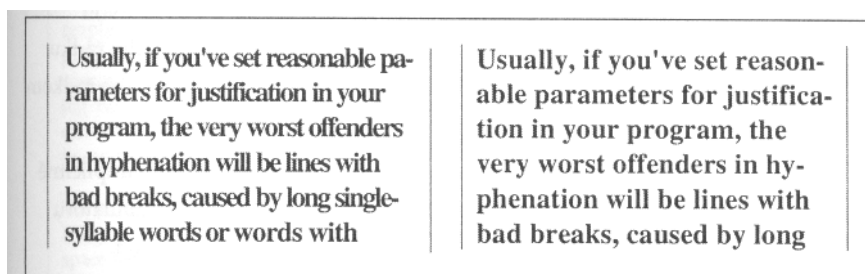 Usually, if you've set reasonable pa-
rameters for justification in your
program, the very worst offenders
in hyphenation will be lines with
bad breaks, caused by long single-
syllable words or words with
Usually, if you've set reason-
able parameters for justifica-
tion in your program, the
very worst offenders in hy-
phenation will be lines with
bad breaks, caused by long